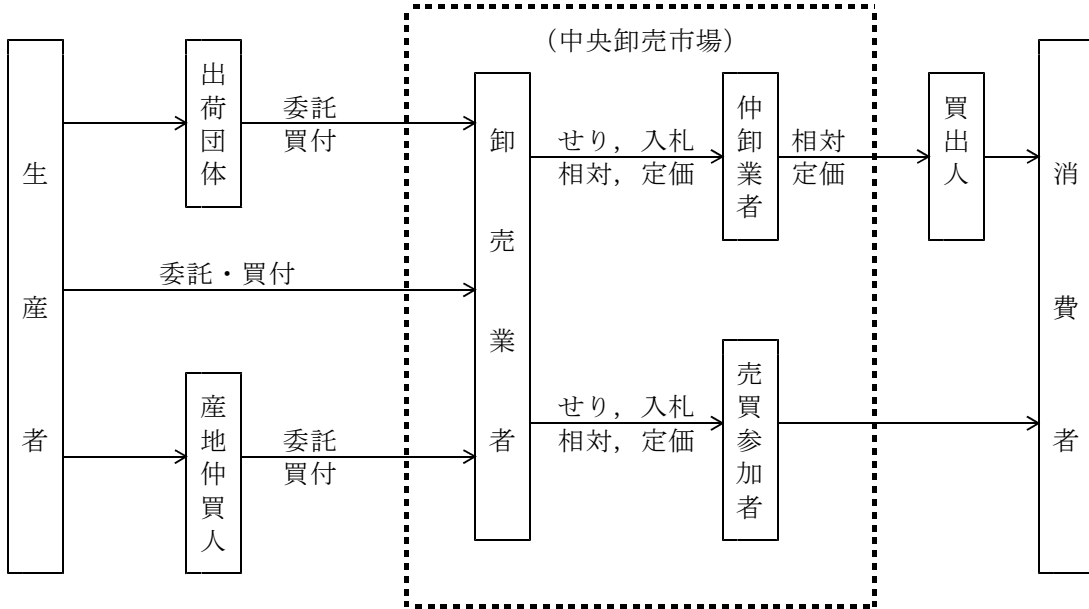 (中央卸売市場)
生産者
出荷団体
委託
買付
卸売業者
せり，入札
相対，定価
仲卸業者
相対
定価
買出人
消費者
委託・買付
産地仲買人
委託
買付
せり，入札
相対，定価
売買参加者